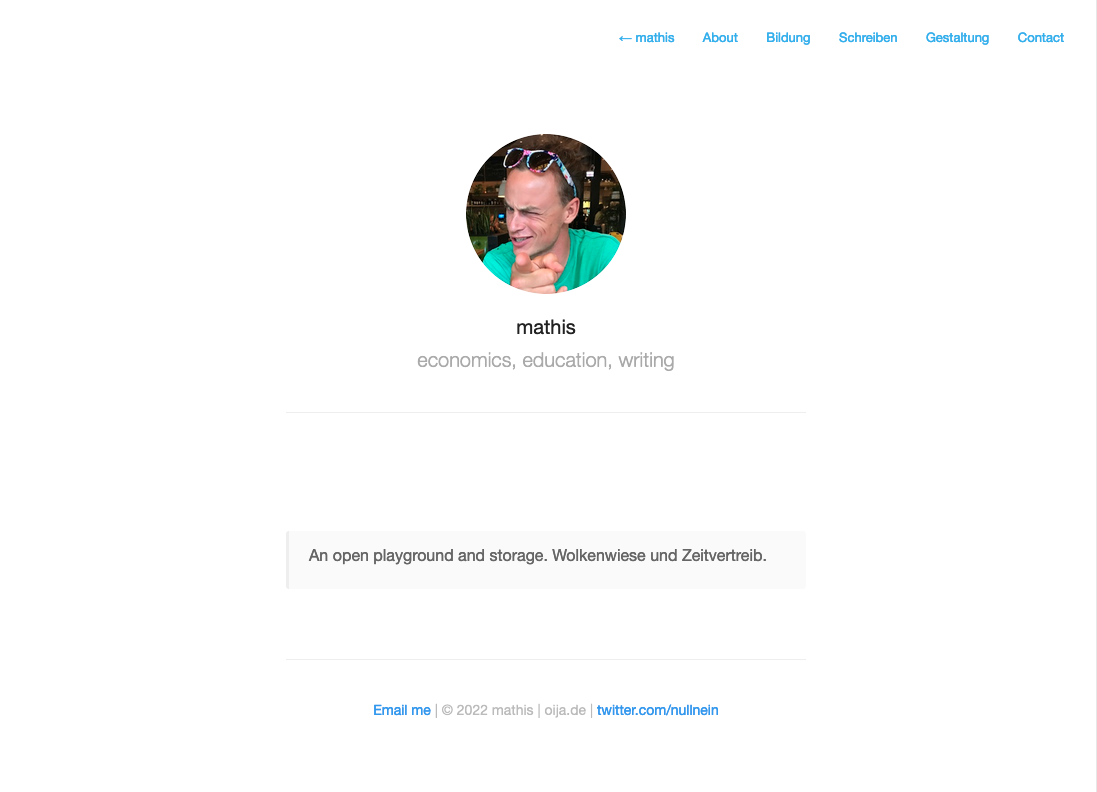 ← mathis About Bildung Schreiben Gestaltung Contact
mathis
economics, education, writing
An open playground and storage. Wolkenwiese und Zeitvertreib.
Email me | © 2022 mathis | oija.de | twitter.com/nullnein